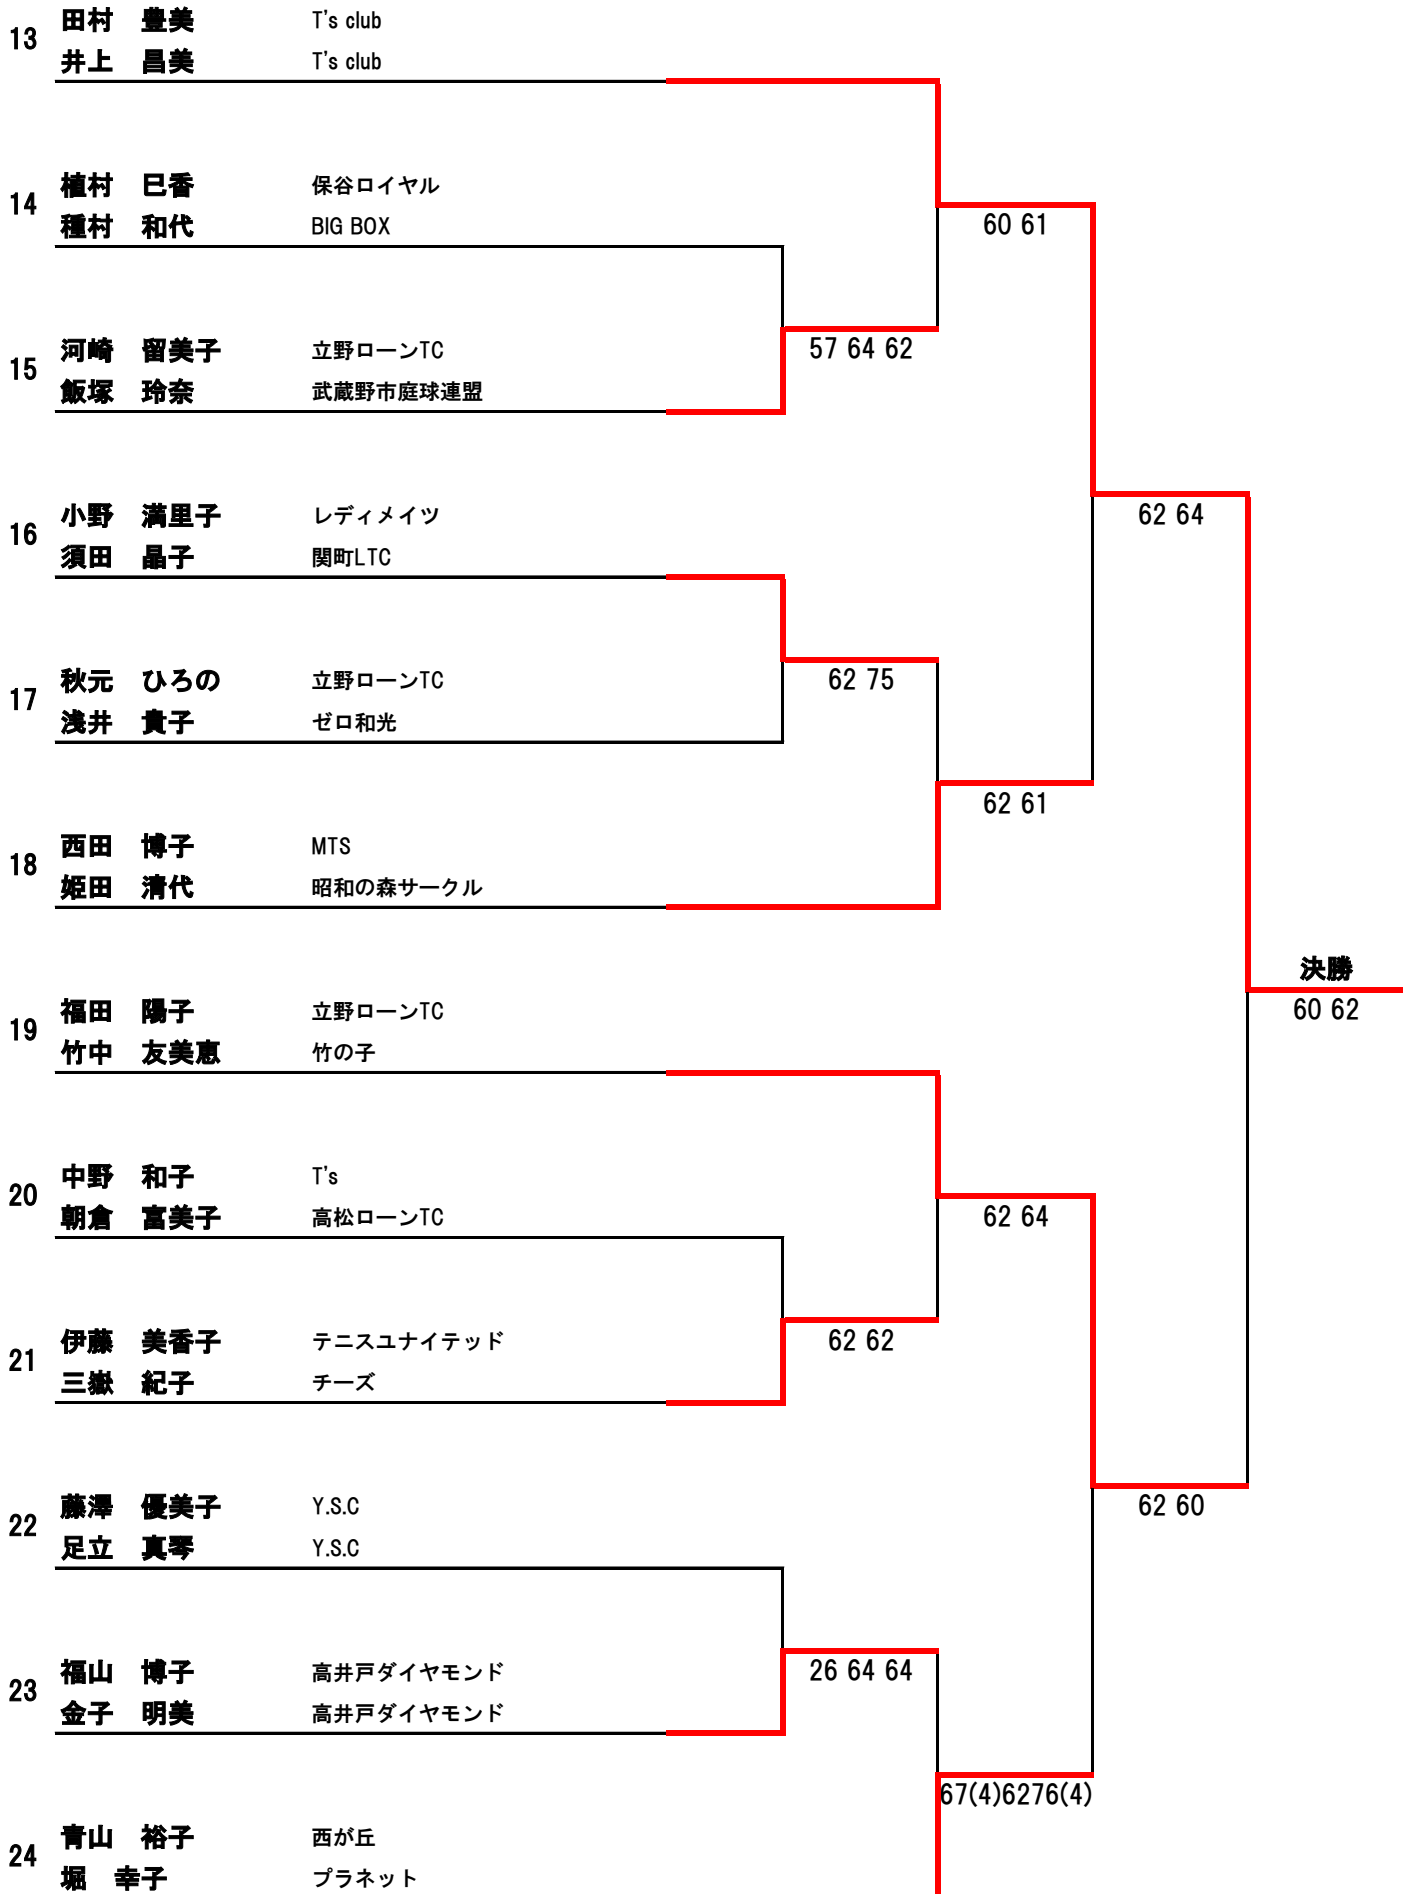 田村　豊美 T's club
13
井上　昌美 T's club
植村　巳香 保谷ロイヤル
14 60 61
種村　和代 BIG BOX
河崎　留美子 立野ローンTC 57 64 62
15
飯塚　玲奈 武蔵野市庭球連盟
小野　満里子 レディメイツ 62 64
16
須田　晶子 関町LTC
秋元　ひろの 立野ローンTC 62 75
17
浅井　貴子 ゼロ和光
62 61
西田　博子 MTS
18
姫田　清代 昭和の森サークル
決勝
福田　陽子 立野ローンTC 60 62
19
竹中　友美恵 竹の子
中野　和子 T's
20
朝倉　富美子 高松ローンTC 62 64
伊藤　美香子 テニスユナイテッド 62 62
21
三嶽　紀子 チーズ
藤澤　優美子 Y.S.C 62 60
22
足立　真琴 Y.S.C
福山　博子 高井戸ダイヤモンド 26 64 64
23
金子　明美 高井戸ダイヤモンド
67(4)6276(4)
青山　裕子 西が丘
24
堀　幸子 プラネット